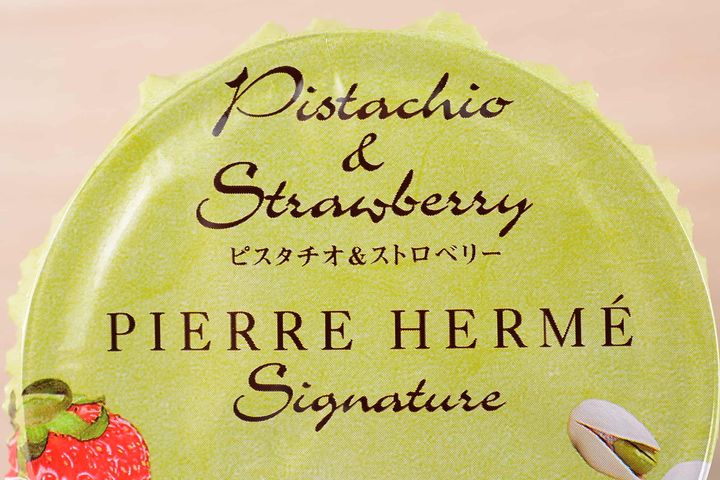 Pistachio
&
Strawberry
ピスタチオ&ストロベリー
PIERRE HERMÉ
Signature